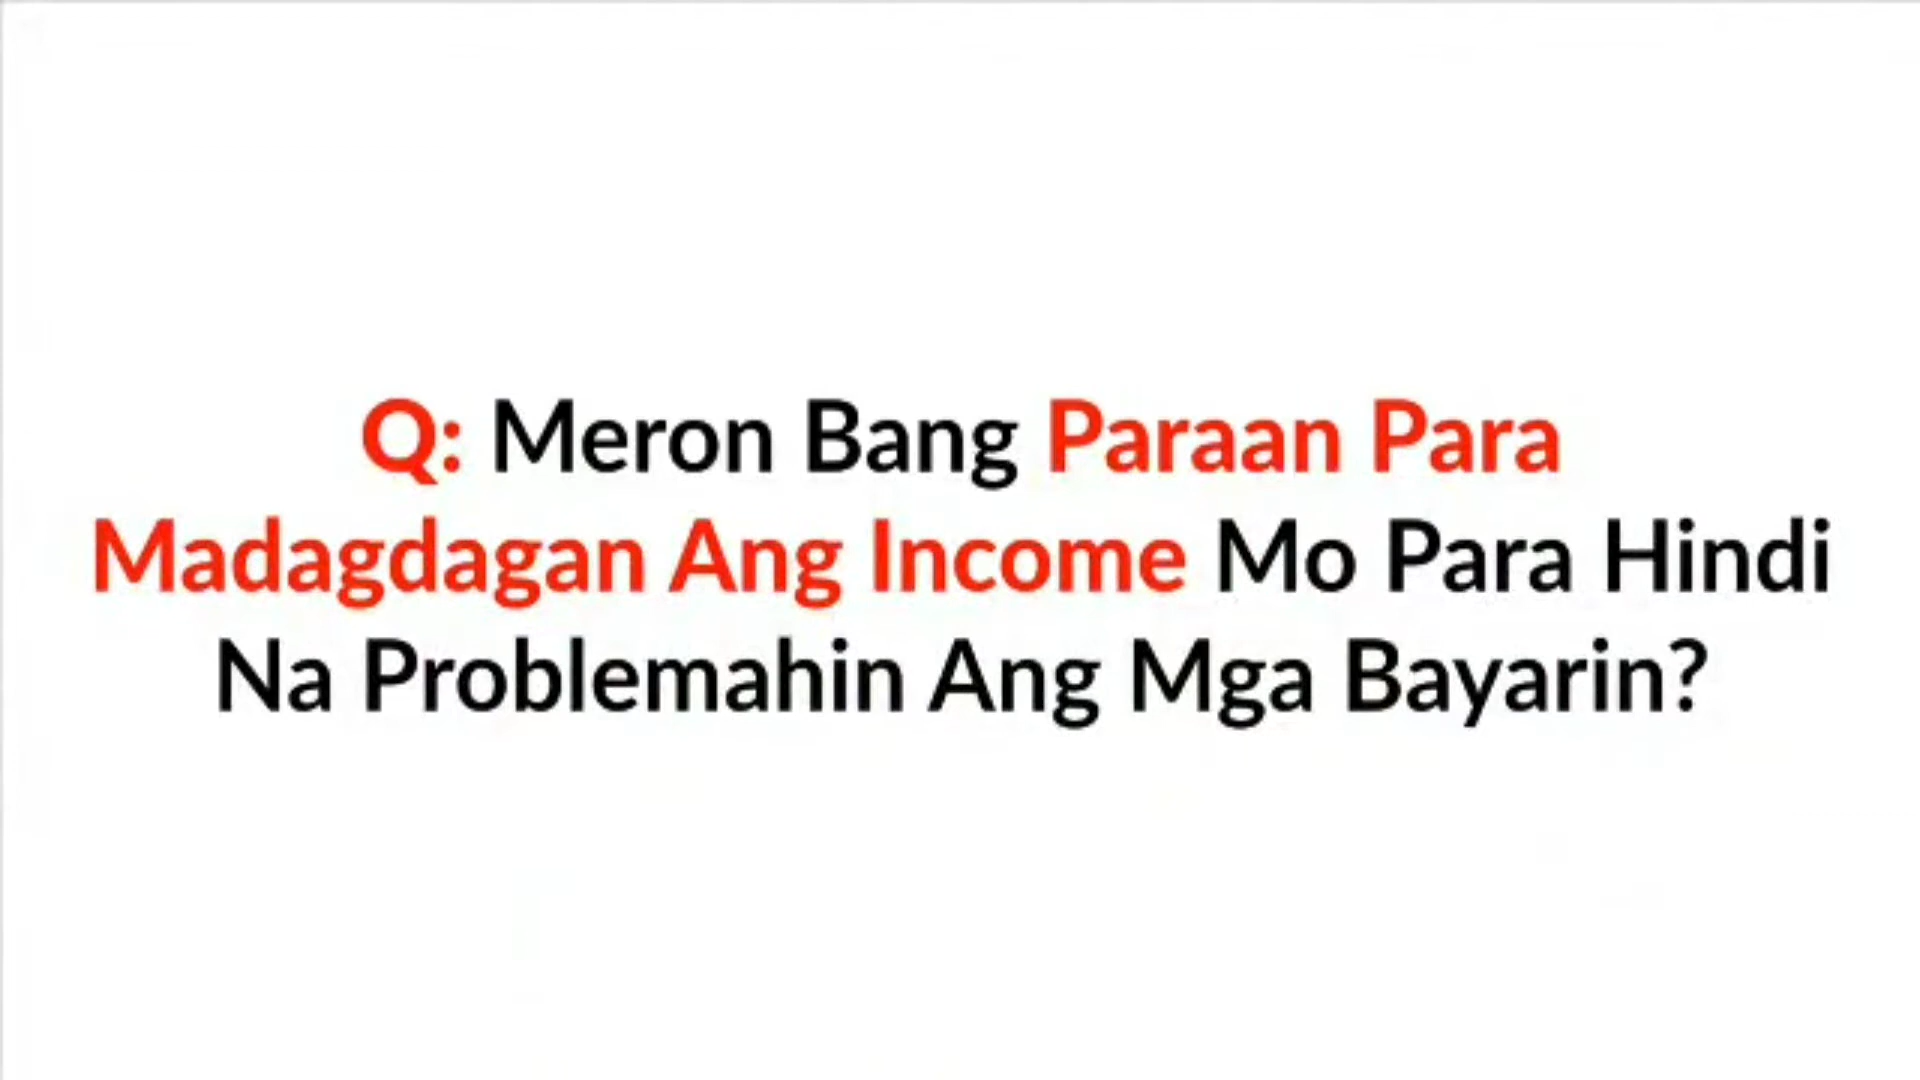 Q: Meron Bang Paraan Para
Madagdagan Ang Income Mo Para Hindi
Na Problemahin Ang Mga Bayarin?